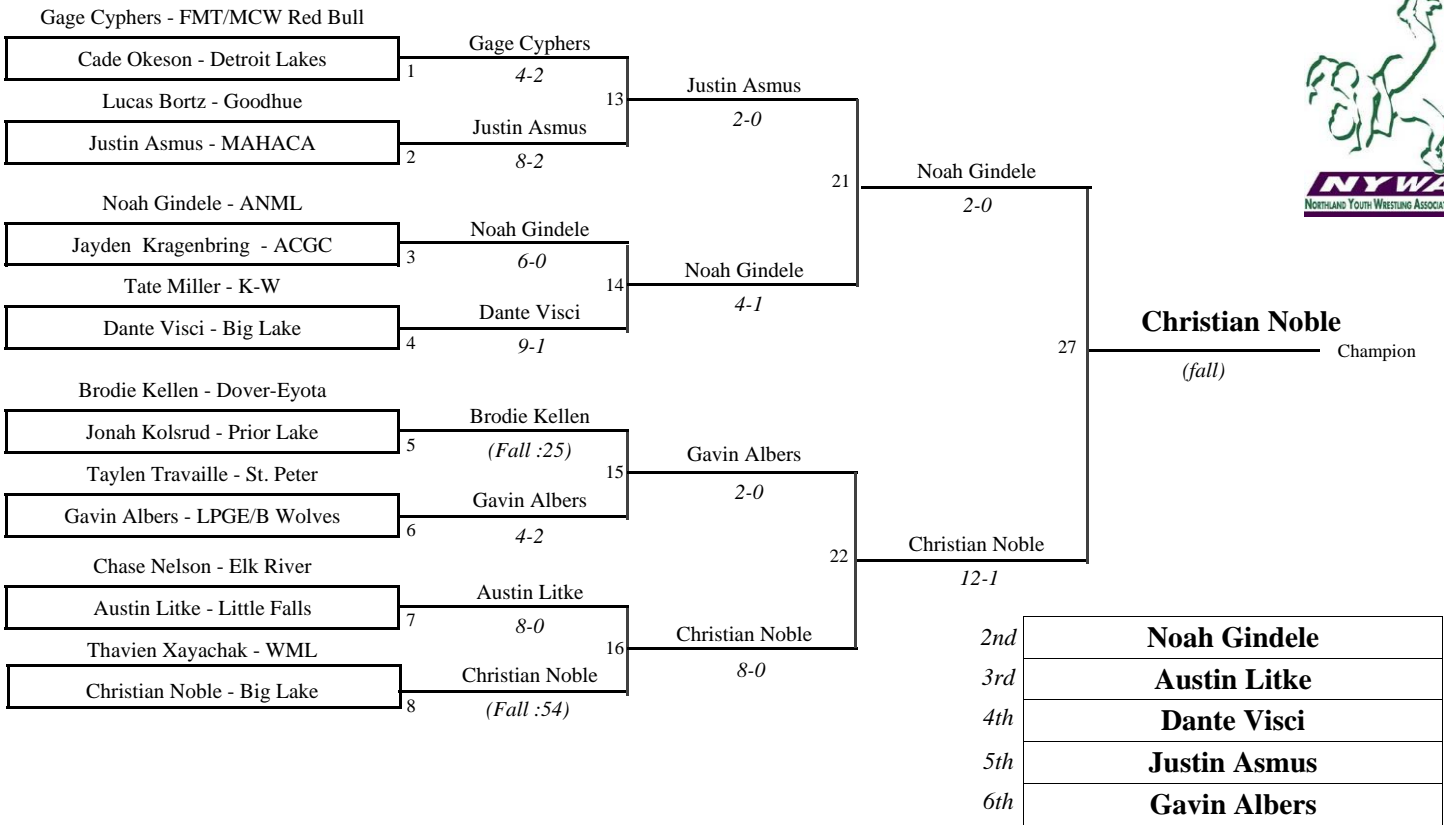 Gage Cyphers - FMT/MCW Red Bull
Cade Okeson - Detroit Lakes
1
Lucas Bortz - Goodhue
Justin Asmus - MAHACA
2
Noah Gindele - ANML
Jayden  Kragenbring  - ACGC
3
Tate Miller - K-W
Dante Visci - Big Lake
4
Brodie Kellen - Dover-Eyota
Jonah Kolsrud - Prior Lake
5
Taylen Travaille - St. Peter
Gavin Albers - LPGE/B Wolves
6
Chase Nelson - Elk River
Austin Litke - Little Falls
7
Thavien Xayachak - WML
Christian Noble - Big Lake
8
Gage Cyphers
4-2
13
Justin Asmus
8-2
Noah Gindele
6-0
14
Dante Visci
9-1
Brodie Kellen
(Fall :25)
15
Gavin Albers
4-2
Austin Litke
8-0
16
Christian Noble
(Fall :54)
Justin Asmus
2-0
21
Noah Gindele
4-1
Gavin Albers
2-0
22
Christian Noble
8-0
Noah Gindele
2-0
27
Christian Noble
12-1
Christian Noble
Champion
(fall)
NYWA
NORTHLAND YOUTH WRESTLING
2nd Noah Gindele
3rd Austin Litke
4th Dante Visci
5th Justin Asmus
6th Gavin Albers